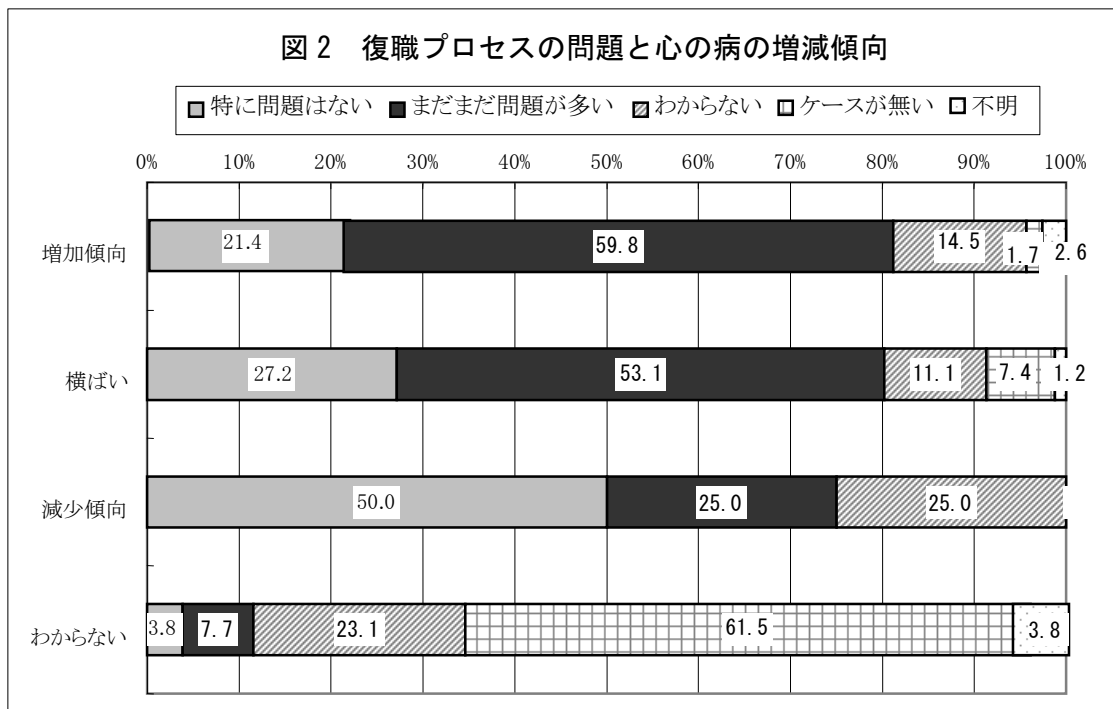 図2 復職プロセスの問題と心の病の増減傾向
特に問題はない まだまだ問題が多い わからない ケースが無い 不明
0% 10% 20% 30% 40% 50% 60% 70% 80% 90% 100%
増加傾向 21.4 59.8 14.5 1.7 2.6
横ばい 27.2 53.1 11.1 7.4 1.2
減少傾向 50.0 25.0 25.0
わからない 3.8 7.7 23.1 61.5 3.8